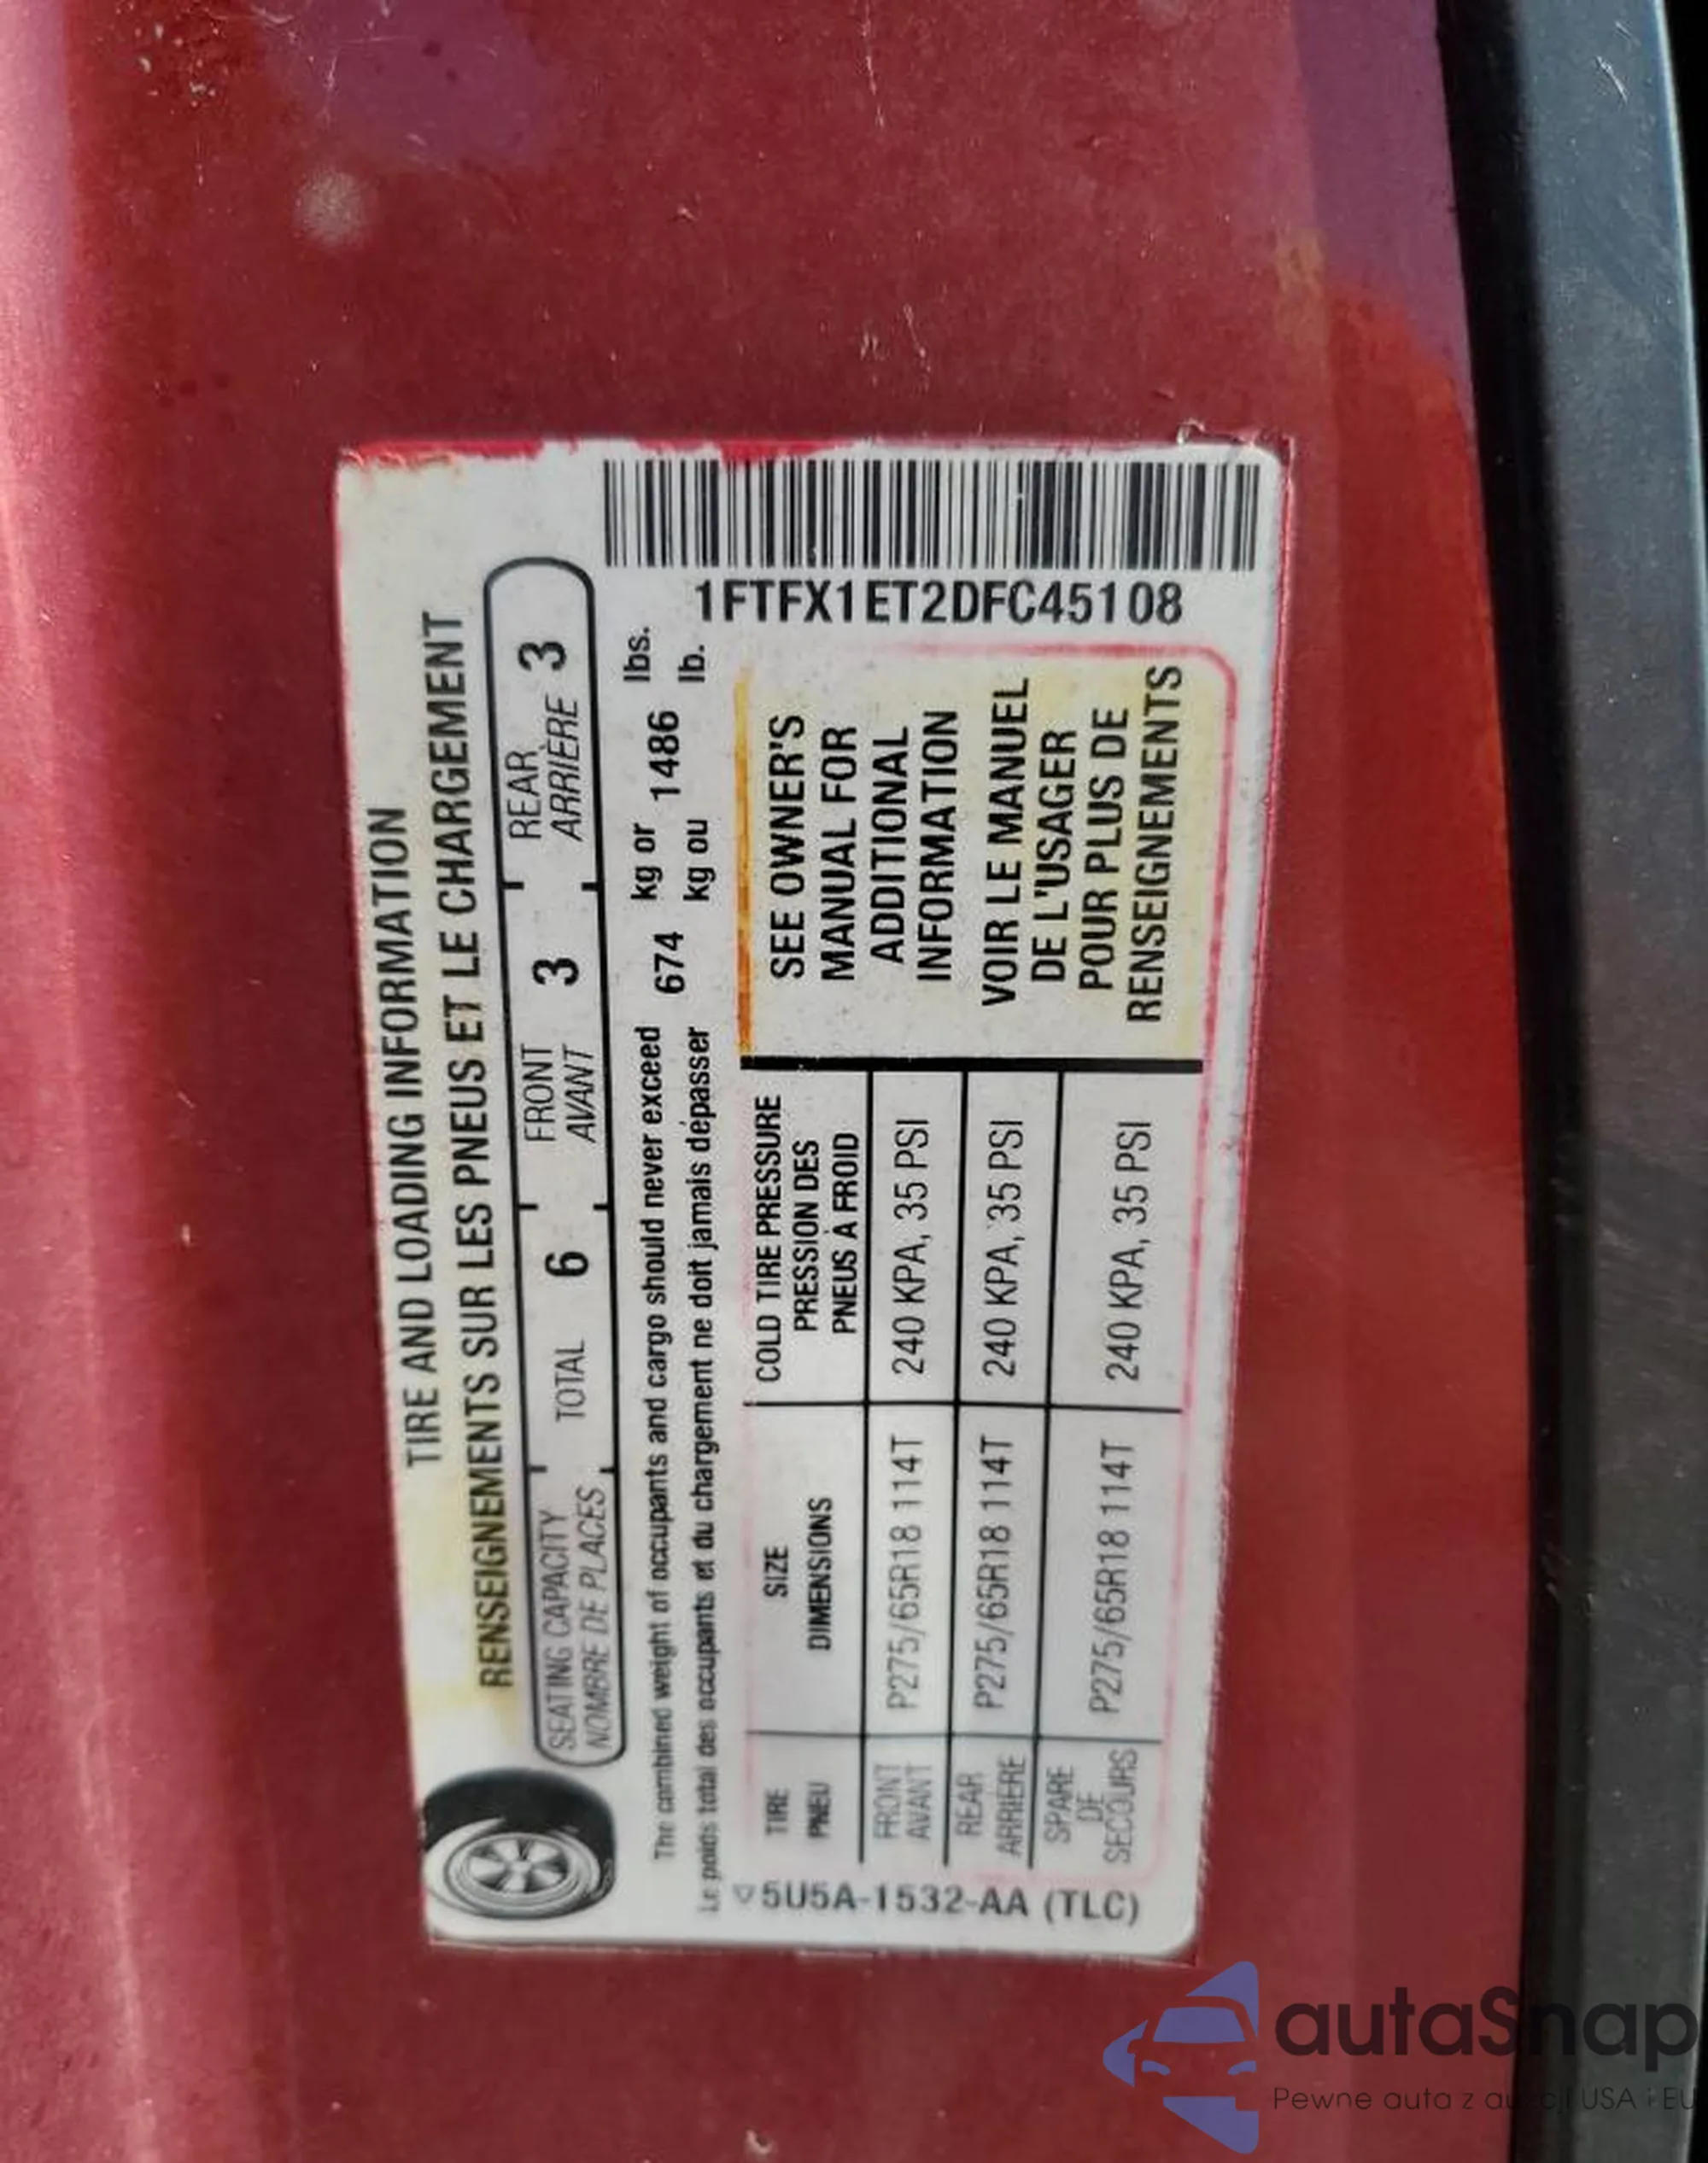 TIRE AND LOADING INFORMATION
RENSEIGNEMENTS SUR LES PNEUS ET LE CHARGEMENT
SEATING CAPACITY TOTAL 6 FRONT 3 REAR 3
NOMBRE DE PLACES AVANT ARRIÈRE
The combined weight of occupants and cargo should never exceed 674 kg or 1486 lbs.
Le poids total des occupants et du chargement ne doit jamais dépasser kg ou lb.
TIRE SIZE COLD TIRE PRESSURE
PNEU DIMENSIONS PRESSION DES
PNEUS À FROID
FRONT P275/65R18 114T 240 KPA, 35 PSI
AVANT
REAR P275/65R18 114T 240 KPA, 35 PSI
ARRIÈRE
SPARE P275/65R18 114T 240 KPA, 35 PSI
DE
SECOURS
SEE OWNER'S
MANUAL FOR
ADDITIONAL
INFORMATION
VOIR LE MANUEL
DE L'USAGER
POUR PLUS DE
RENSEIGNEMENTS
1FTFX1ET2DFC45108
5U5A-1532-AA (TLC)
autaSnap
Pewne auta z aukcji USA i EU